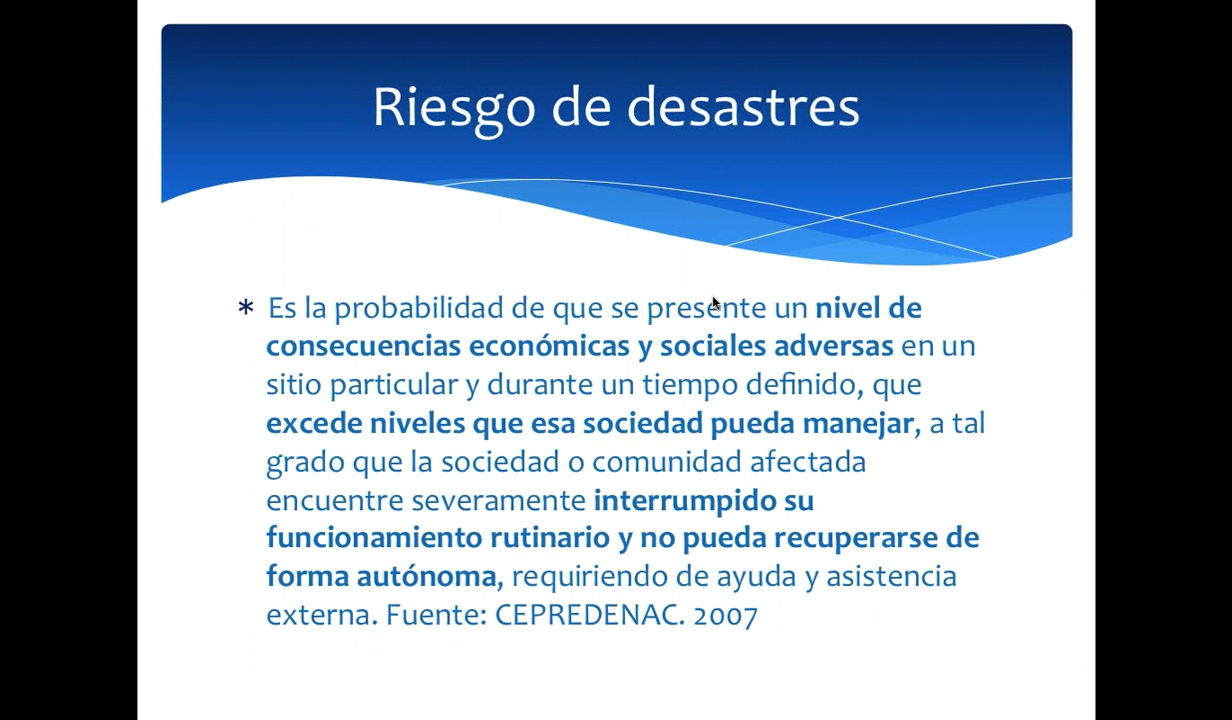 Riesgo de desastres
* Es la probabilidad de que se presente un nivel de
consecuencias económicas y sociales adversas en un
sitio particular y durante un tiempo definido, que
excede niveles que esa sociedad pueda manejar, a tal
grado que la sociedad o comunidad afectada
encuentre severamente interrumpido su
funcionamiento rutinario y no pueda recuperarse de
forma autónoma, requiriendo de ayuda y asistencia
externa. Fuente: CEPREDENAC. 2007